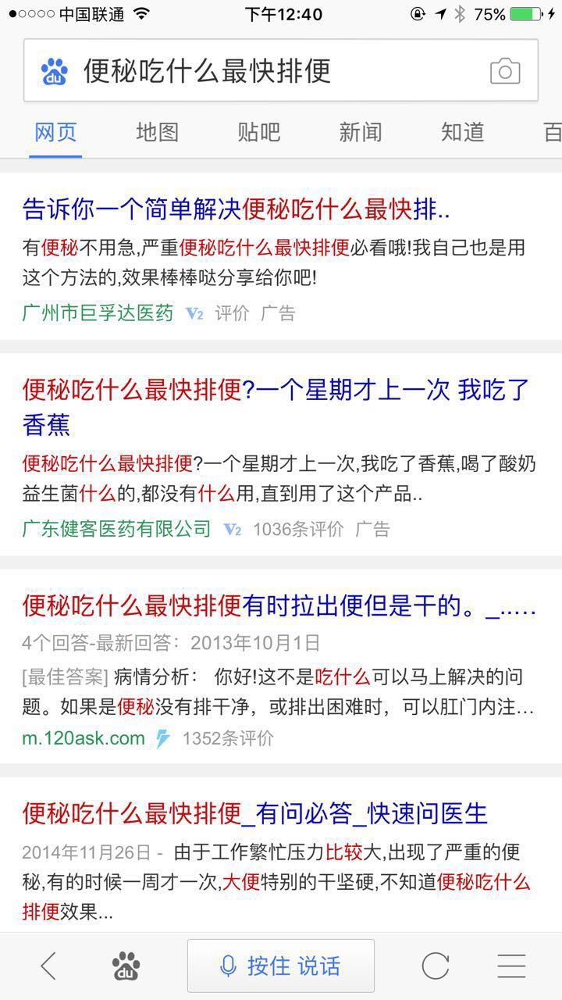 中国联通 下午12:40 75%
du 便秘吃什么最快排便
网页 地图 贴吧 新闻 知道 百
告诉你一个简单解决便秘吃什么最快排..
有便秘不用急,严重便秘吃什么最快排便必看哦!我自己也是用
这个方法的,效果棒棒哒分享给你吧!
广州市巨孚达医药 V2 评价 广告
便秘吃什么最快排便?一个星期才上一次 我吃了
香蕉
便秘吃什么最快排便?一个星期才上一次,我吃了香蕉,喝了酸奶
益生菌什么的,都没有什么用,直到用了这个产品..
广东健客医药有限公司 V2 1036条评价 广告
便秘吃什么最快排便有时拉出便但是干的。_.....
4个回答-最新回答：2013年10月1日
[最佳答案] 病情分析： 你好!这不是吃什么可以马上解决的问
题。如果是便秘没有排干净，或排出困难时，可以肛门内注...
m.120ask.com 1352条评价
便秘吃什么最快排便_有问必答_快速问医生
2014年11月26日 - 由于工作繁忙压力比较大,出现了严重的便
秘,有的时候一周才一次,大便特别的干坚硬,不知道便秘吃什么
排便效果...
du 按住 说话